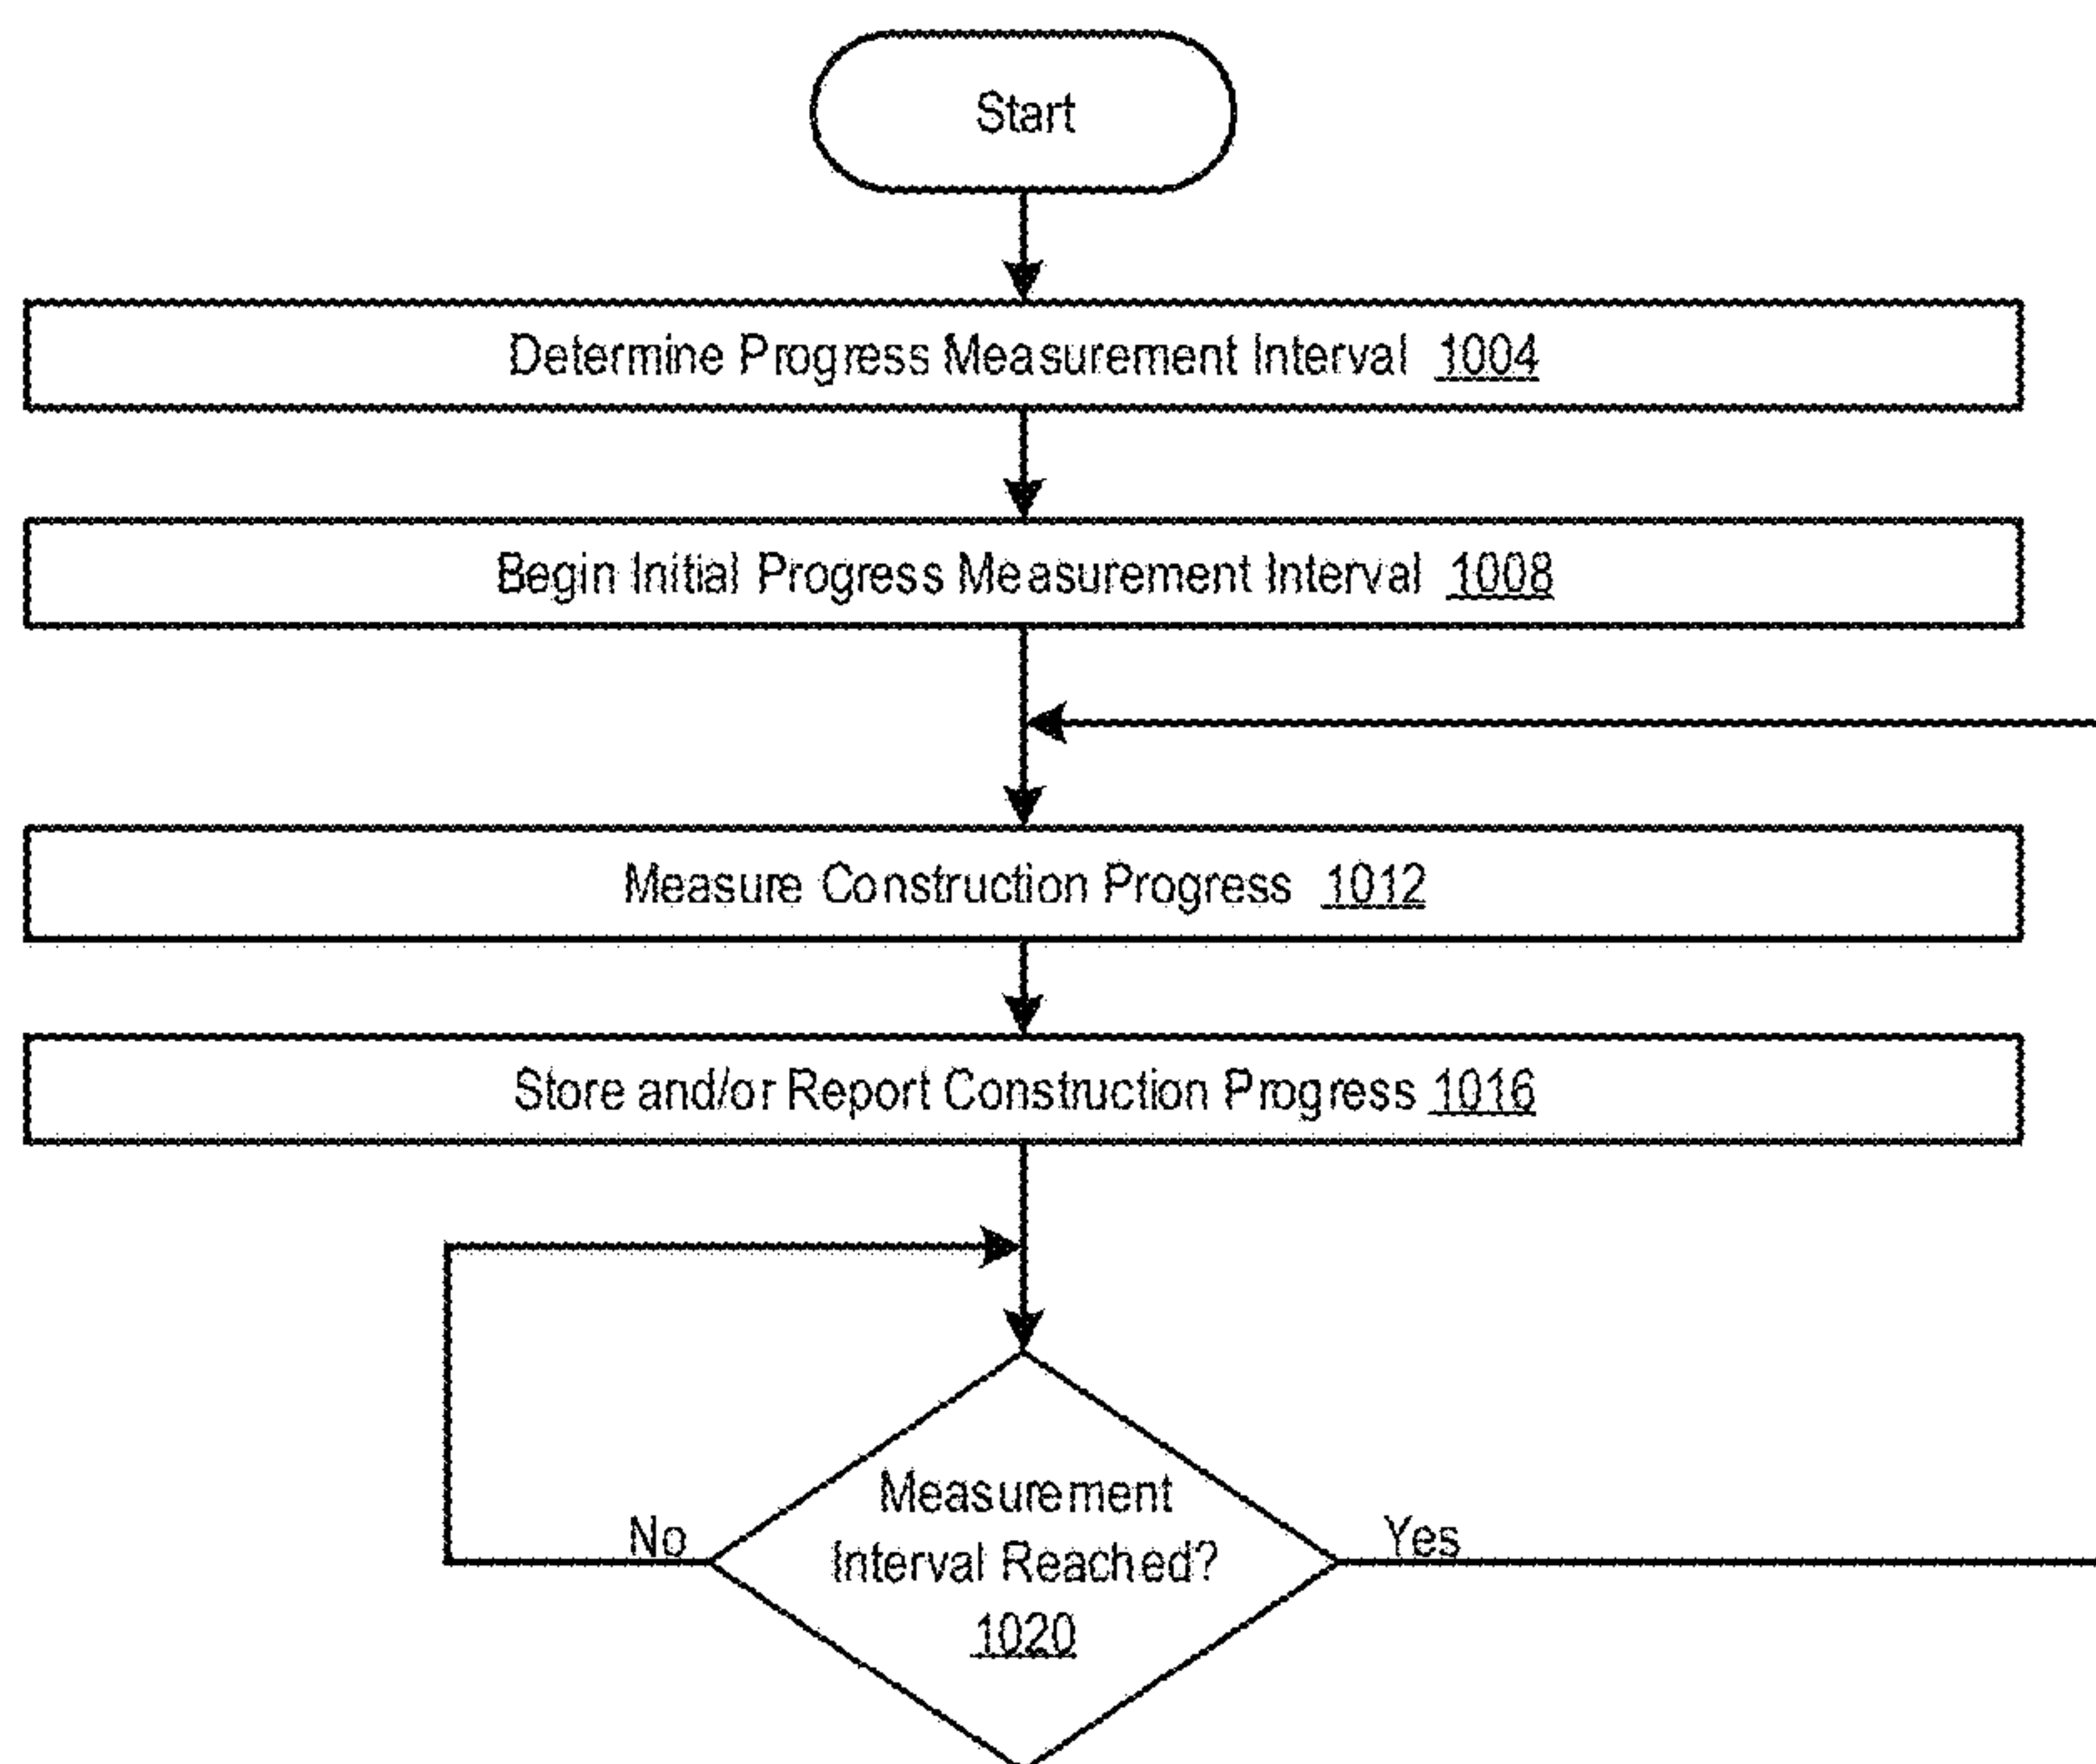 Start
Determine Progress Measurement Interval 1004
Begin Initial Progress Measurement Interval 1008
Measure Construction Progress 1012
Store and/or Report Construction Progress 1016
Measurement
Interval Reached?
1020
No
Yes